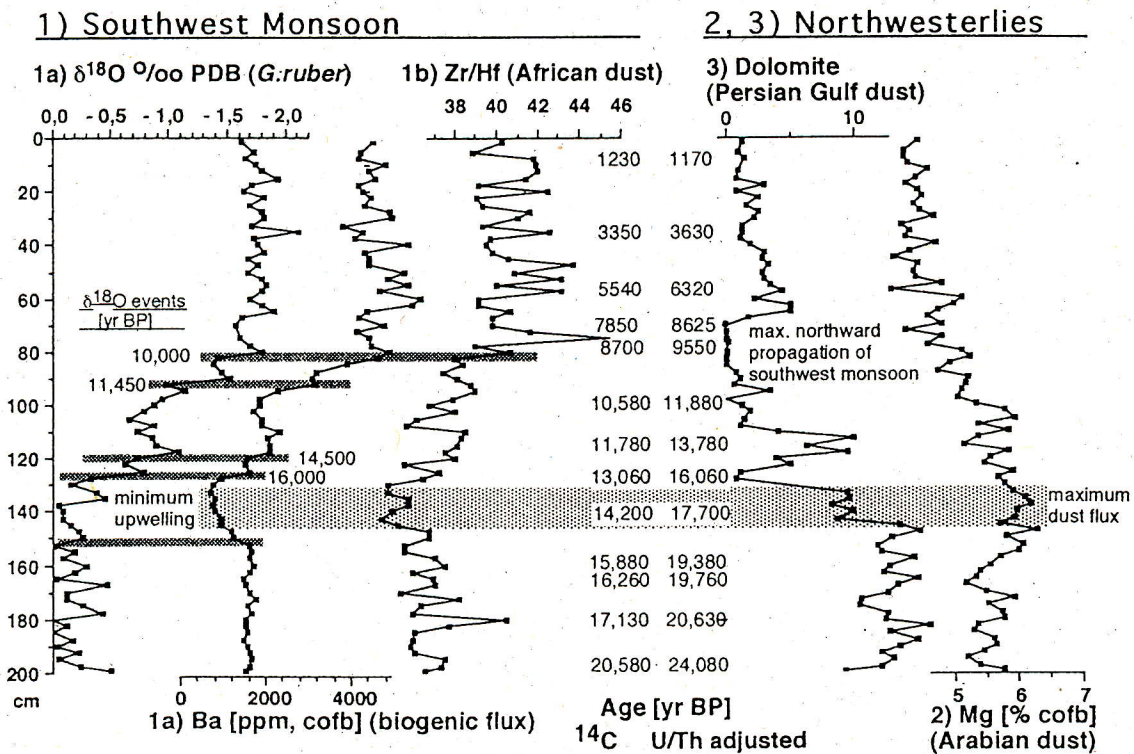 1) Southwest Monsoon
2, 3) Northwesterlies
1a) δ18O o/oo PDB (G.ruber)
1b) Zr/Hf (African dust)
3) Dolomite
(Persian Gulf dust)
0,0 - 0,5 - 1,0 - 1,5 - 2,0
38 40 42 44 46
0 10
0
20
40
60
80
100
120
140
160
180
200
cm
δ18O events
[yr BP]
10,000
11,450
14,500
16,000
minimum
upwelling
1230 1170
3350 3630
5540 6320
7850 8625
8700 9550
10,580 11,880
11,780 13,780
13,060 16,060
14,200 17,700
15,880 19,380
16,260 19,760
17,130 20,630
20,580 24,080
max. northward
propagation of
southwest monsoon
maximum
dust flux
0 2000 4000
1a) Ba [ppm, cofb] (biogenic flux)
Age [yr BP]
14C U/Th adjusted
5 6 7
2) Mg [% cofb]
(Arabian dust)